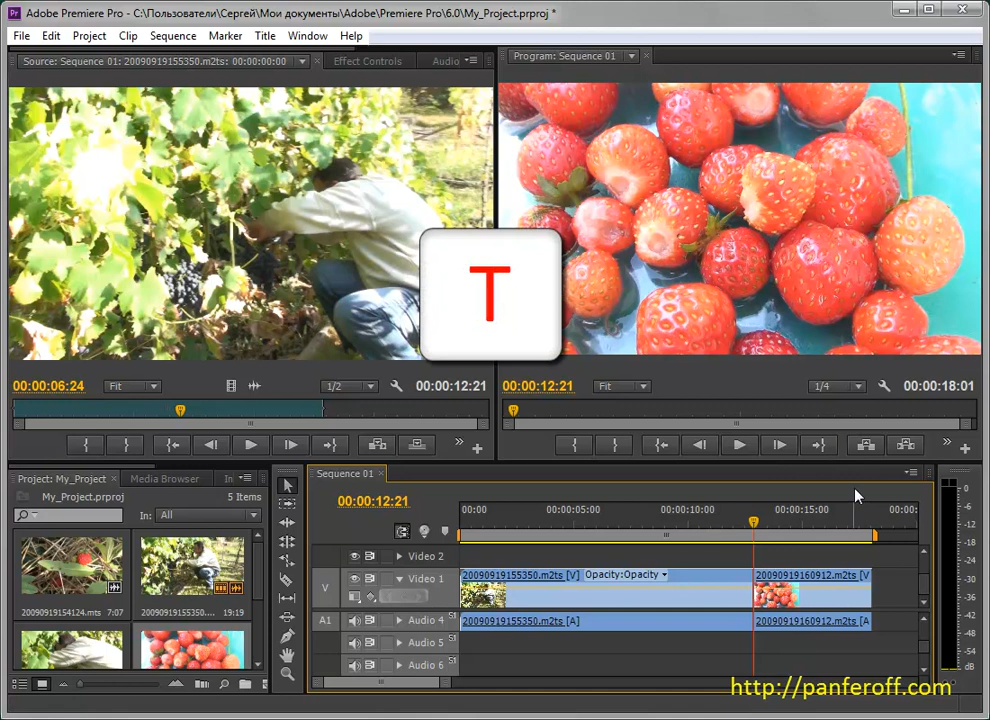 Adobe Premiere Pro - C:\Пользователи\Сергей\Мои документы\Adobe\Premiere Pro\6.0\My_Project.prproj *
File Edit Project Clip Sequence Marker Title Window Help
Source: Sequence 01: 20090919155350.m2ts: 00:00:00:00
Effect Controls
Audio
Program: Sequence 01
T
00:00:06:24
Fit
1/2
00:00:12:21
00:00:12:21
Fit
1/4
00:00:18:01
Project: My_Project
Media Browser
In
My_Project.prproj
5 Items
In: All
20090919154124.mts 7:07
20090919155350.... 19:19
Sequence 01
00:00:12:21
00:00
00:00:05:00
00:00:10:00
00:00:15:00
00:00:
Video 2
V
Video 1
20090919155350.m2ts [V] Opacity:Opacity
20090919160912.m2ts [V
A1
Audio 4
20090919155350.m2ts [A]
20090919160912.m2ts [A
Audio 5
Audio 6
0
-6
-12
-18
-24
-30
-36
-42
-48
-54
dB
http://panferoff.com